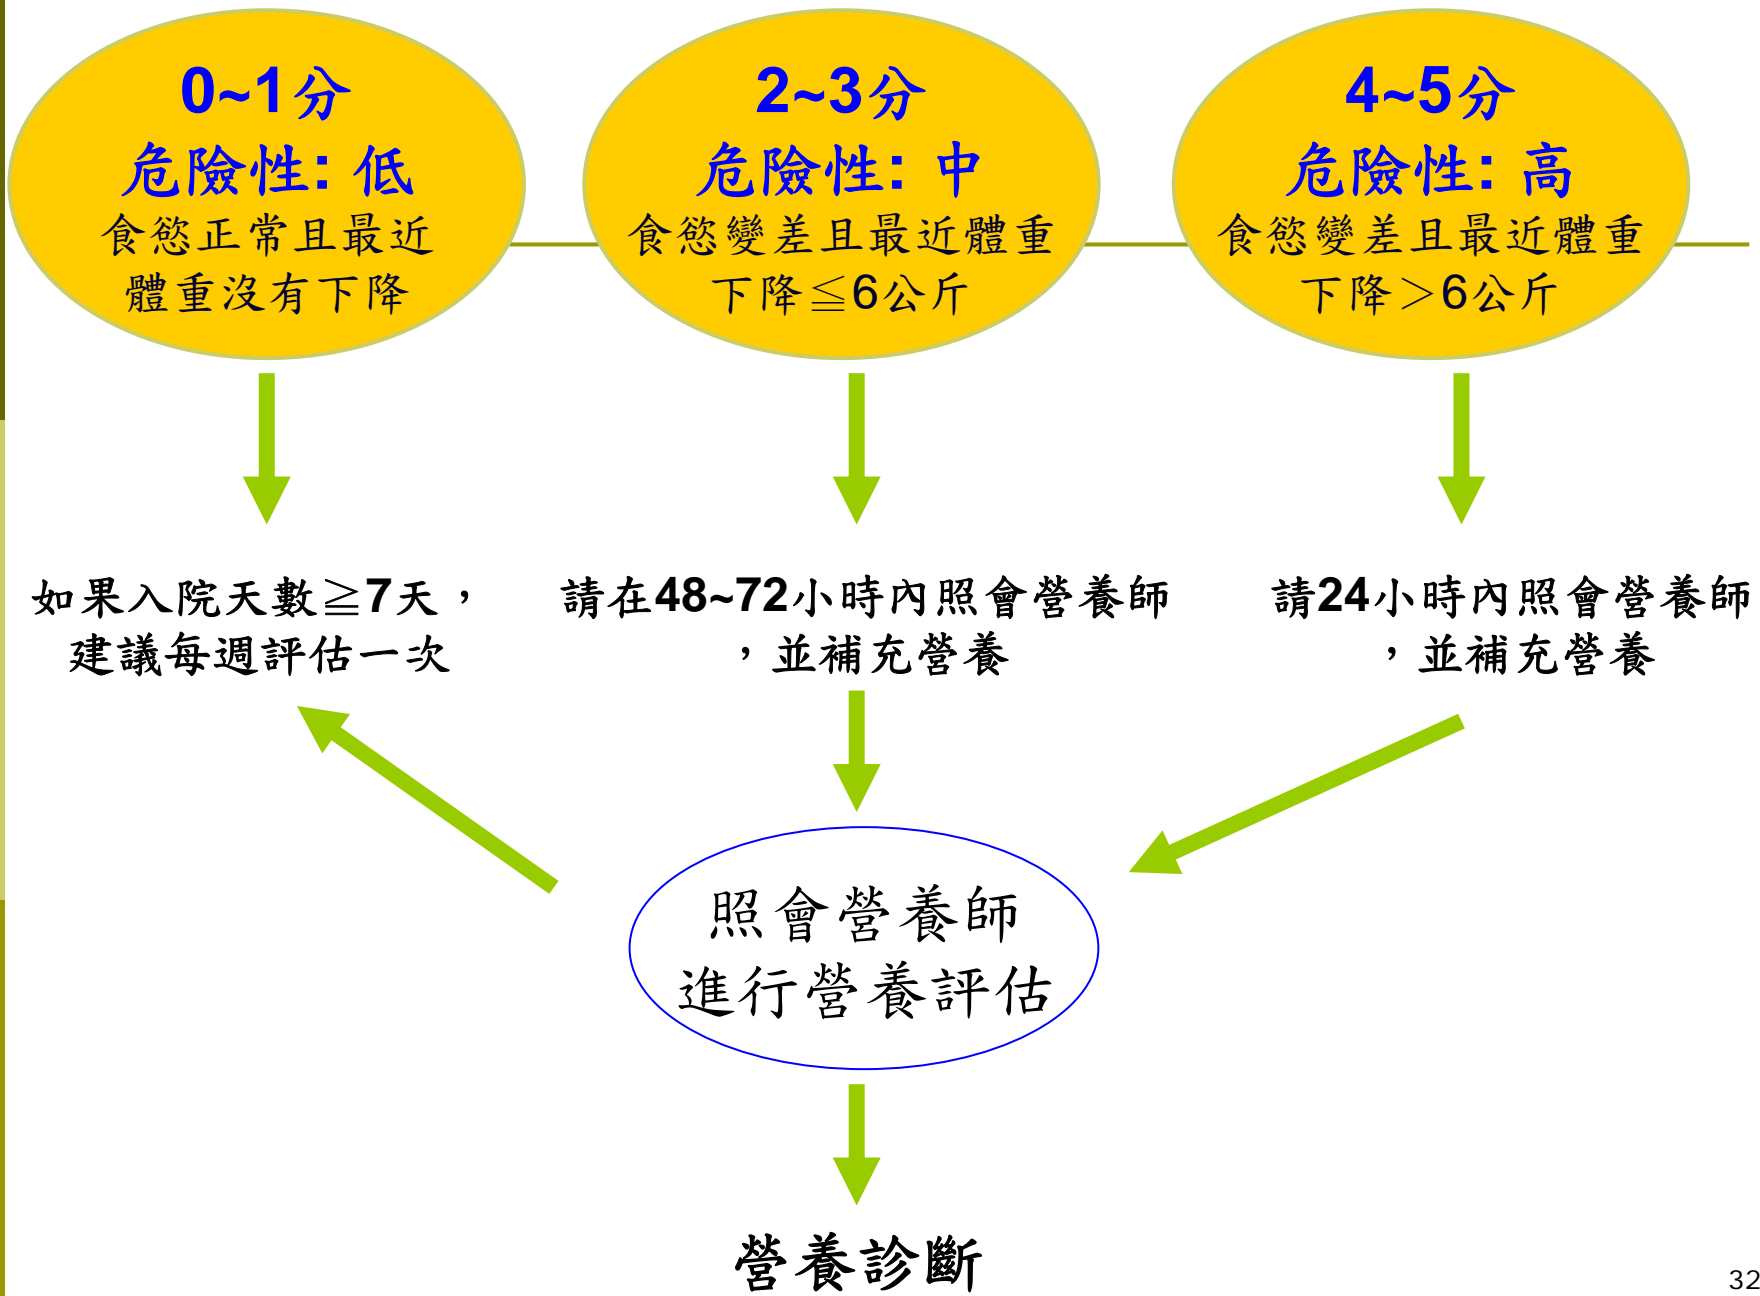 0~1分
危險性: 低
食慾正常且最近
體重沒有下降
2~3分
危險性: 中
食慾變差且最近體重
下降≦6公斤
4~5分
危險性: 高
食慾變差且最近體重
下降＞6公斤
如果入院天數≧7天，
建議每週評估一次
請在48~72小時內照會營養師
，並補充營養
請24小時內照會營養師
，並補充營養
照會營養師
進行營養評估
營養診斷
32